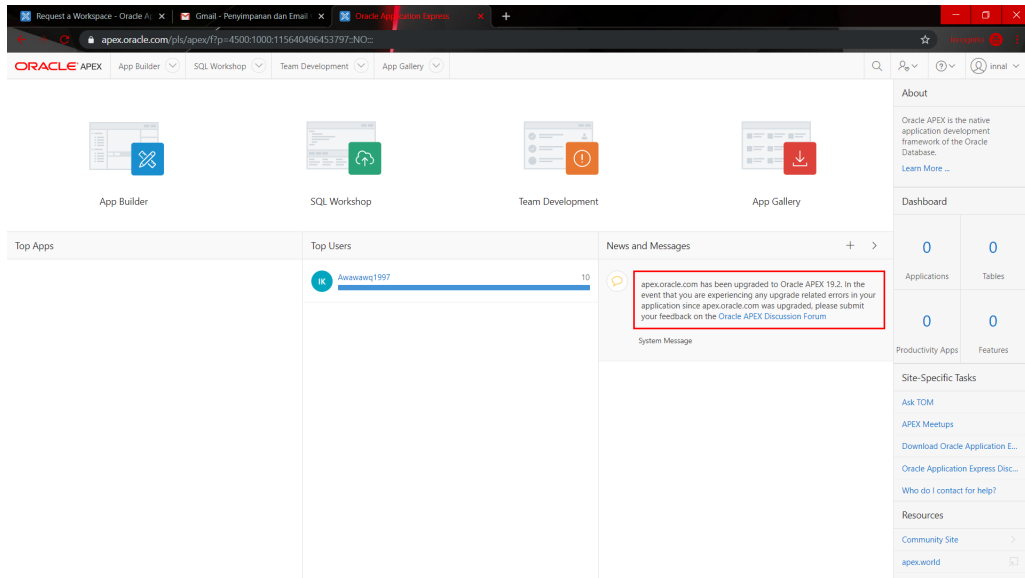 Request a Workspace - Oracle Ap
Gmail - Penyimpanan dan Email
Oracle Application Express
apex.oracle.com/pls/apex/f?p=4500:1000:115640496453797::NO:::
ORACLE APEX
App Builder
SQL Workshop
Team Development
App Gallery
innal
App Builder
SQL Workshop
Team Development
App Gallery
Top Apps
Top Users
IK
Awawawq1997
10
News and Messages
apex.oracle.com has been upgraded to Oracle APEX 19.2. In the
event that you are experiencing any upgrade related errors in your
application since apex.oracle.com was upgraded, please submit
your feedback on the Oracle APEX Discussion Forum
System Message
About
Oracle APEX is the native
application development
framework of the Oracle
Database.
Learn More ...
Dashboard
0
0
Applications
Tables
0
0
Productivity Apps
Features
Site-Specific Tasks
Ask TOM
APEX Meetups
Download Oracle Application E...
Oracle Application Express Disc...
Who do I contact for help?
Resources
Community Site
apex.world